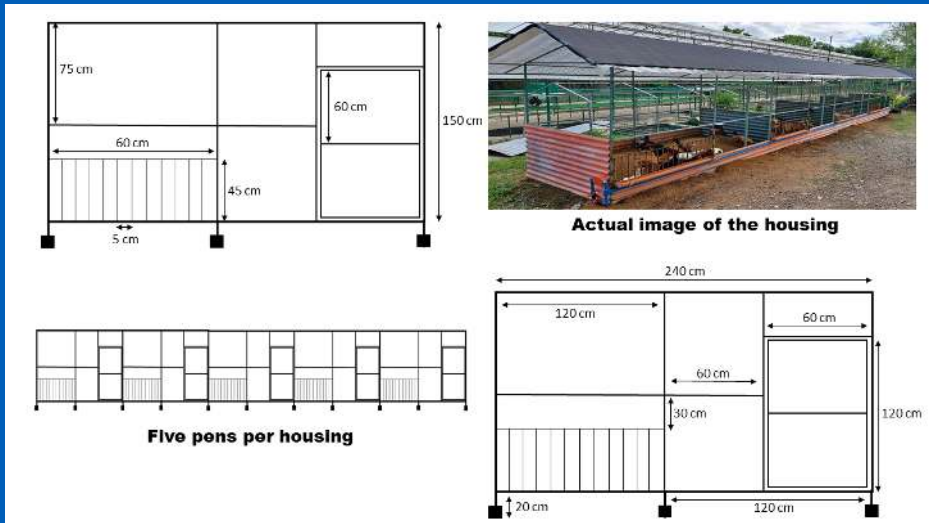 75 cm
60 cm
150 cm
60 cm
45 cm
5 cm
Actual image of the housing
Five pens per housing
240 cm
120 cm
60 cm
60 cm
30 cm
120 cm
20 cm
120 cm